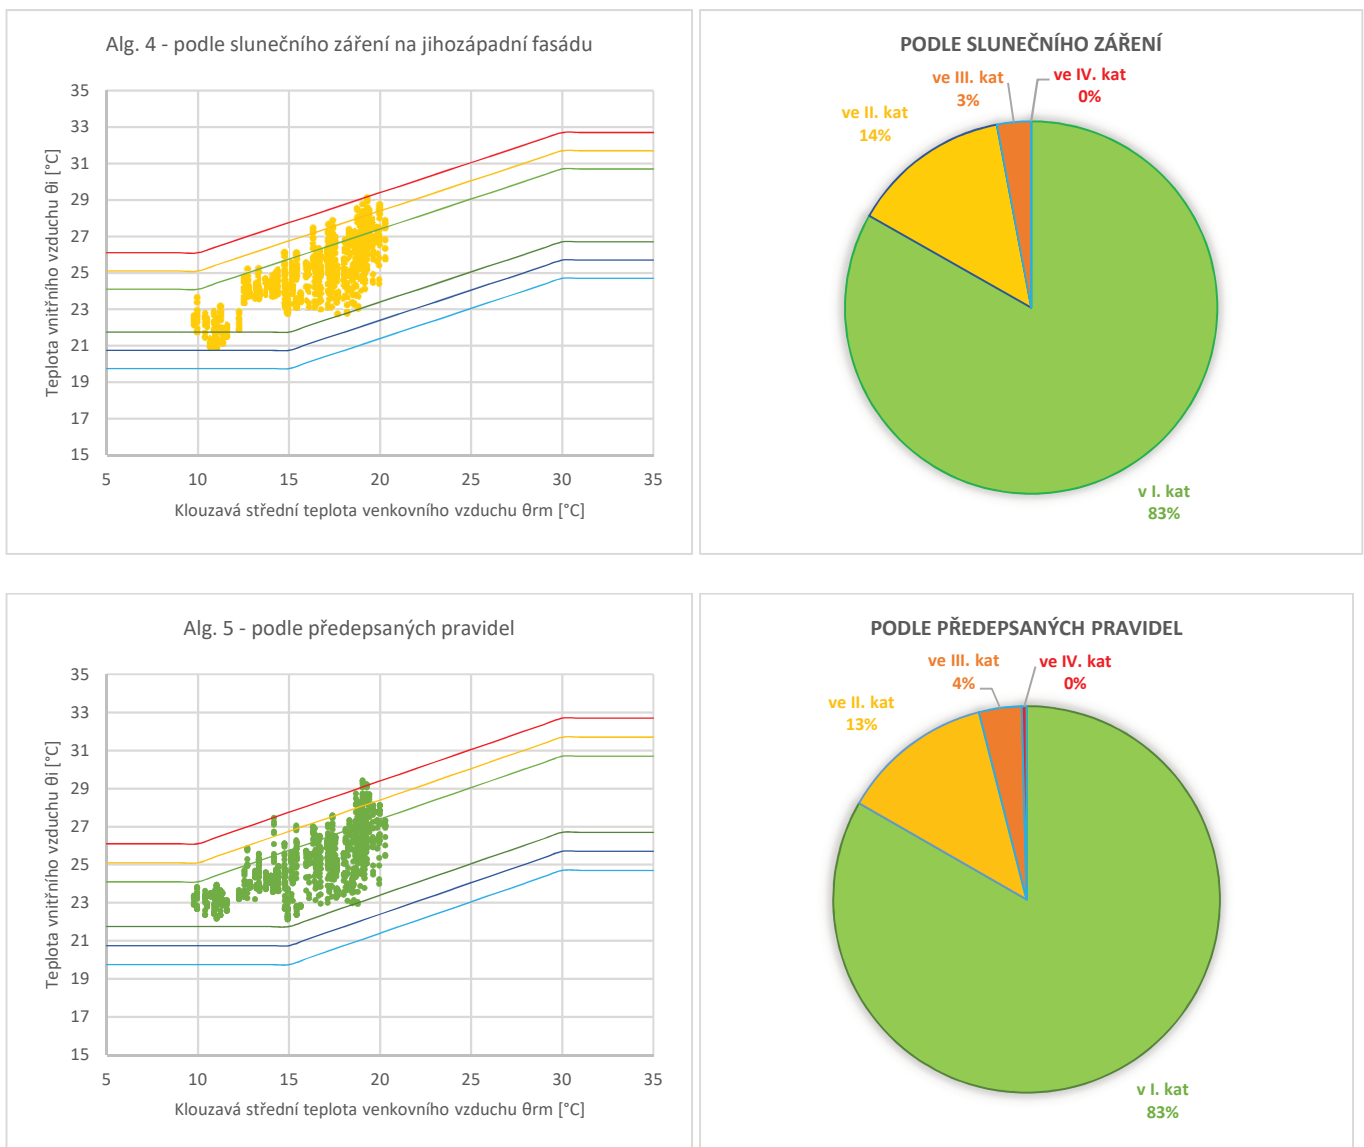 Alg. 4 - podle slunečního záření na jihozápadní fasádu
35
33
31
29
27
25
23
21
19
17
15
5 10 15 20 25 30 35
Teplota vnitřního vzduchu θi [°C]
Klouzavá střední teplota venkovního vzduchu θrm [°C]
PODLE SLUNEČNÍHO ZÁŘENÍ
ve III. kat
3%
ve IV. kat
0%
ve II. kat
14%
v I. kat
83%
Alg. 5 - podle předepsaných pravidel
35
33
31
29
27
25
23
21
19
17
15
5 10 15 20 25 30 35
Teplota vnitřního vzduchu θi [°C]
Klouzavá střední teplota venkovního vzduchu θrm [°C]
PODLE PŘEDEPSANÝCH PRAVIDEL
ve III. kat
4%
ve IV. kat
0%
ve II. kat
13%
v I. kat
83%